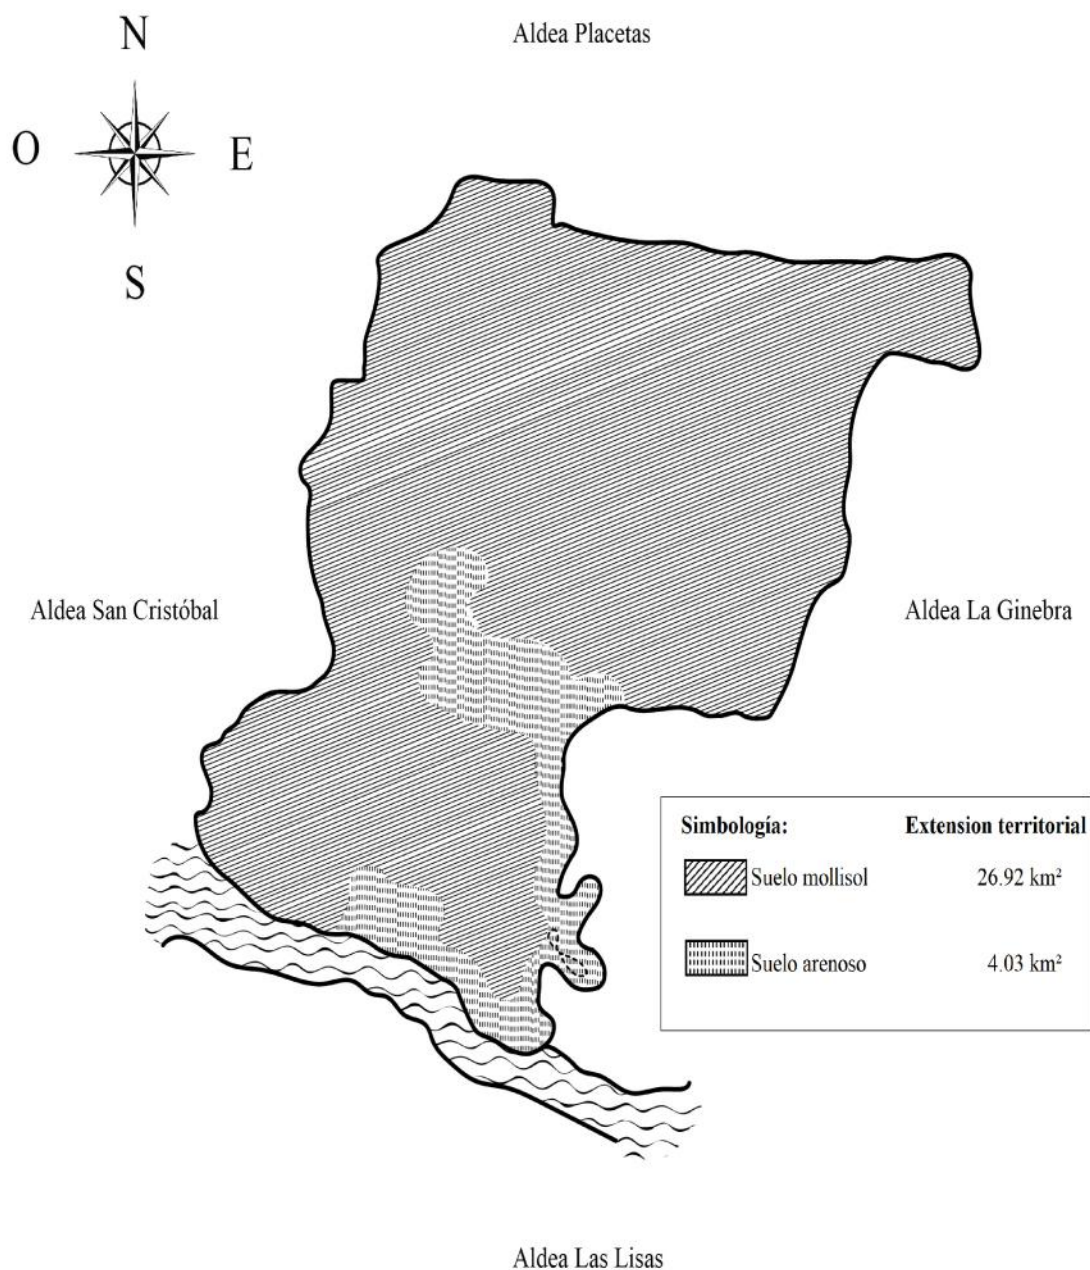 Aldea Placetas
N
O
E
S
Aldea San Cristóbal
Aldea La Ginebra
Simbología: Extension territorial
Suelo mollisol 26.92 km²
Suelo arenoso 4.03 km²
Aldea Las Lisas